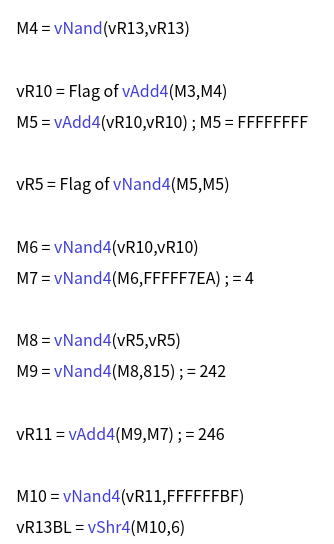 M4 = vNand(vR13,vR13)
vR10 = Flag of vAdd4(M3,M4)
M5 = vAdd4(vR10,vR10) ; M5 = FFFFFFFF
vR5 = Flag of vNand4(M5,M5)
M6 = vNand4(vR10,vR10)
M7 = vNand4(M6,FFFFF7EA) ; = 4
M8 = vNand4(vR5,vR5)
M9 = vNand4(M8,815) ; = 242
vR11 = vAdd4(M9,M7) ; = 246
M10 = vNand4(vR11,FFFFFFBF)
vR13BL = vShr4(M10,6)